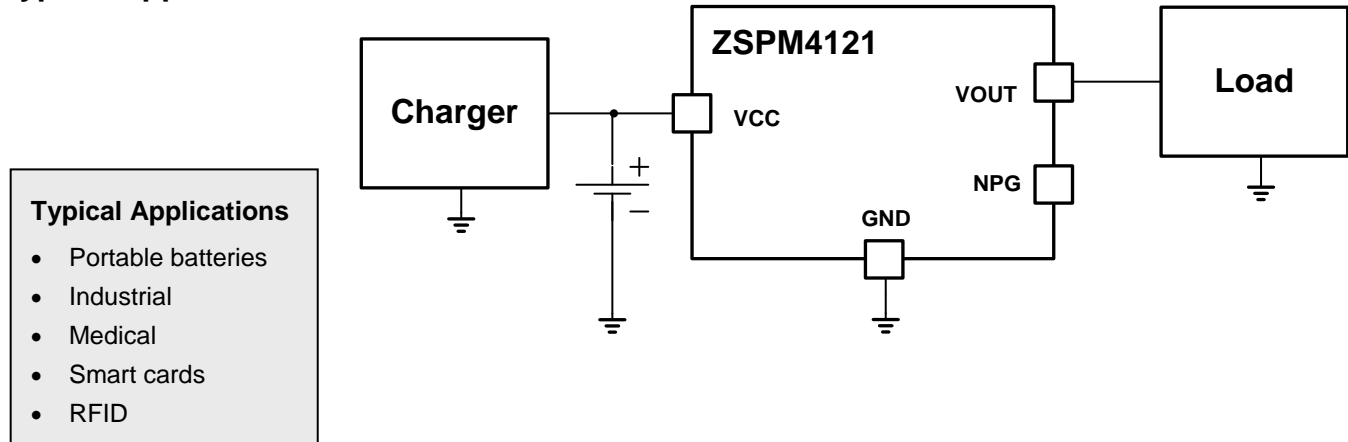 ZSPM4121
Charger
VCC
VOUT
Load
NPG
GND
+
–
Typical Applications
• Portable batteries
• Industrial
• Medical
• Smart cards
• RFID